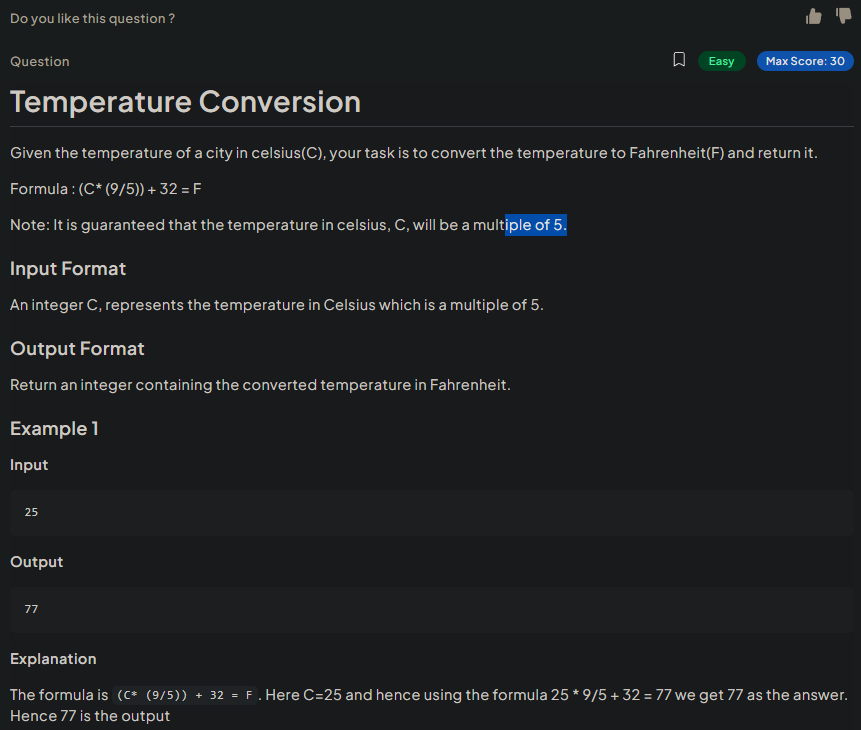 Do you like this question ?
Question
Easy
Max Score: 30
Temperature Conversion
Given the temperature of a city in celsius(C), your task is to convert the temperature to Fahrenheit(F) and return it.
Formula : (C* (9/5)) + 32 = F
Note: It is guaranteed that the temperature in celsius, C, will be a multiple of 5.
Input Format
An integer C, represents the temperature in Celsius which is a multiple of 5.
Output Format
Return an integer containing the converted temperature in Fahrenheit.
Example 1
Input
25
Output
77
Explanation
The formula is (C* (9/5)) + 32 = F . Here C=25 and hence using the formula 25 * 9/5 + 32 = 77 we get 77 as the answer.
Hence 77 is the output